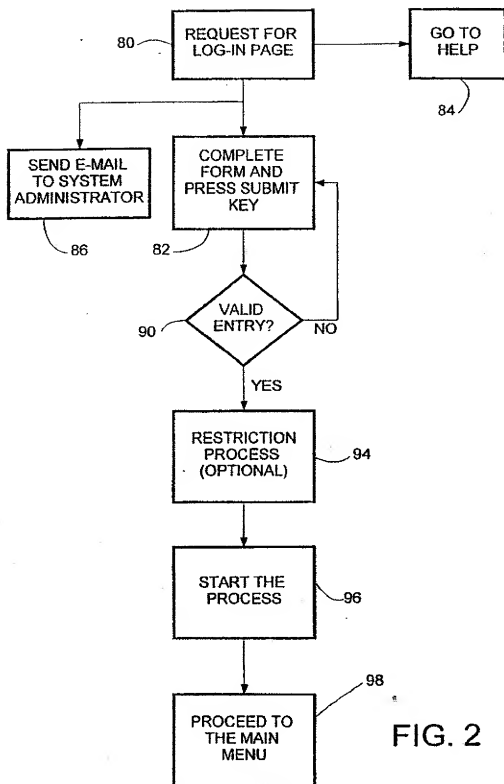 80
REQUEST FOR
LOG-IN PAGE
GO TO
HELP
84
SEND E-MAIL
TO SYSTEM
ADMINISTRATOR
86
COMPLETE
FORM AND
PRESS SUBMIT
KEY
82
VALID
ENTRY?
90
NO
YES
RESTRICTION
PROCESS
(OPTIONAL)
94
START THE
PROCESS
96
PROCEED TO
THE MAIN
MENU
98
FIG. 2